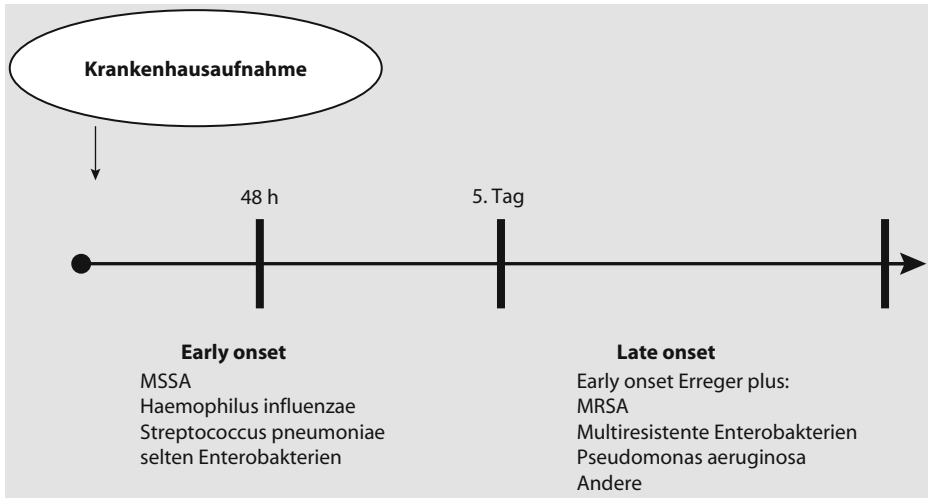 Krankenhausaufnahme
48 h
5. Tag
Early onset
MSSA
Haemophilus influenzae
Streptococcus pneumoniae
selten Enterobakterien
Late onset
Early onset Erreger plus:
MRSA
Multiresistente Enterobakterien
Pseudomonas aeruginosa
Andere